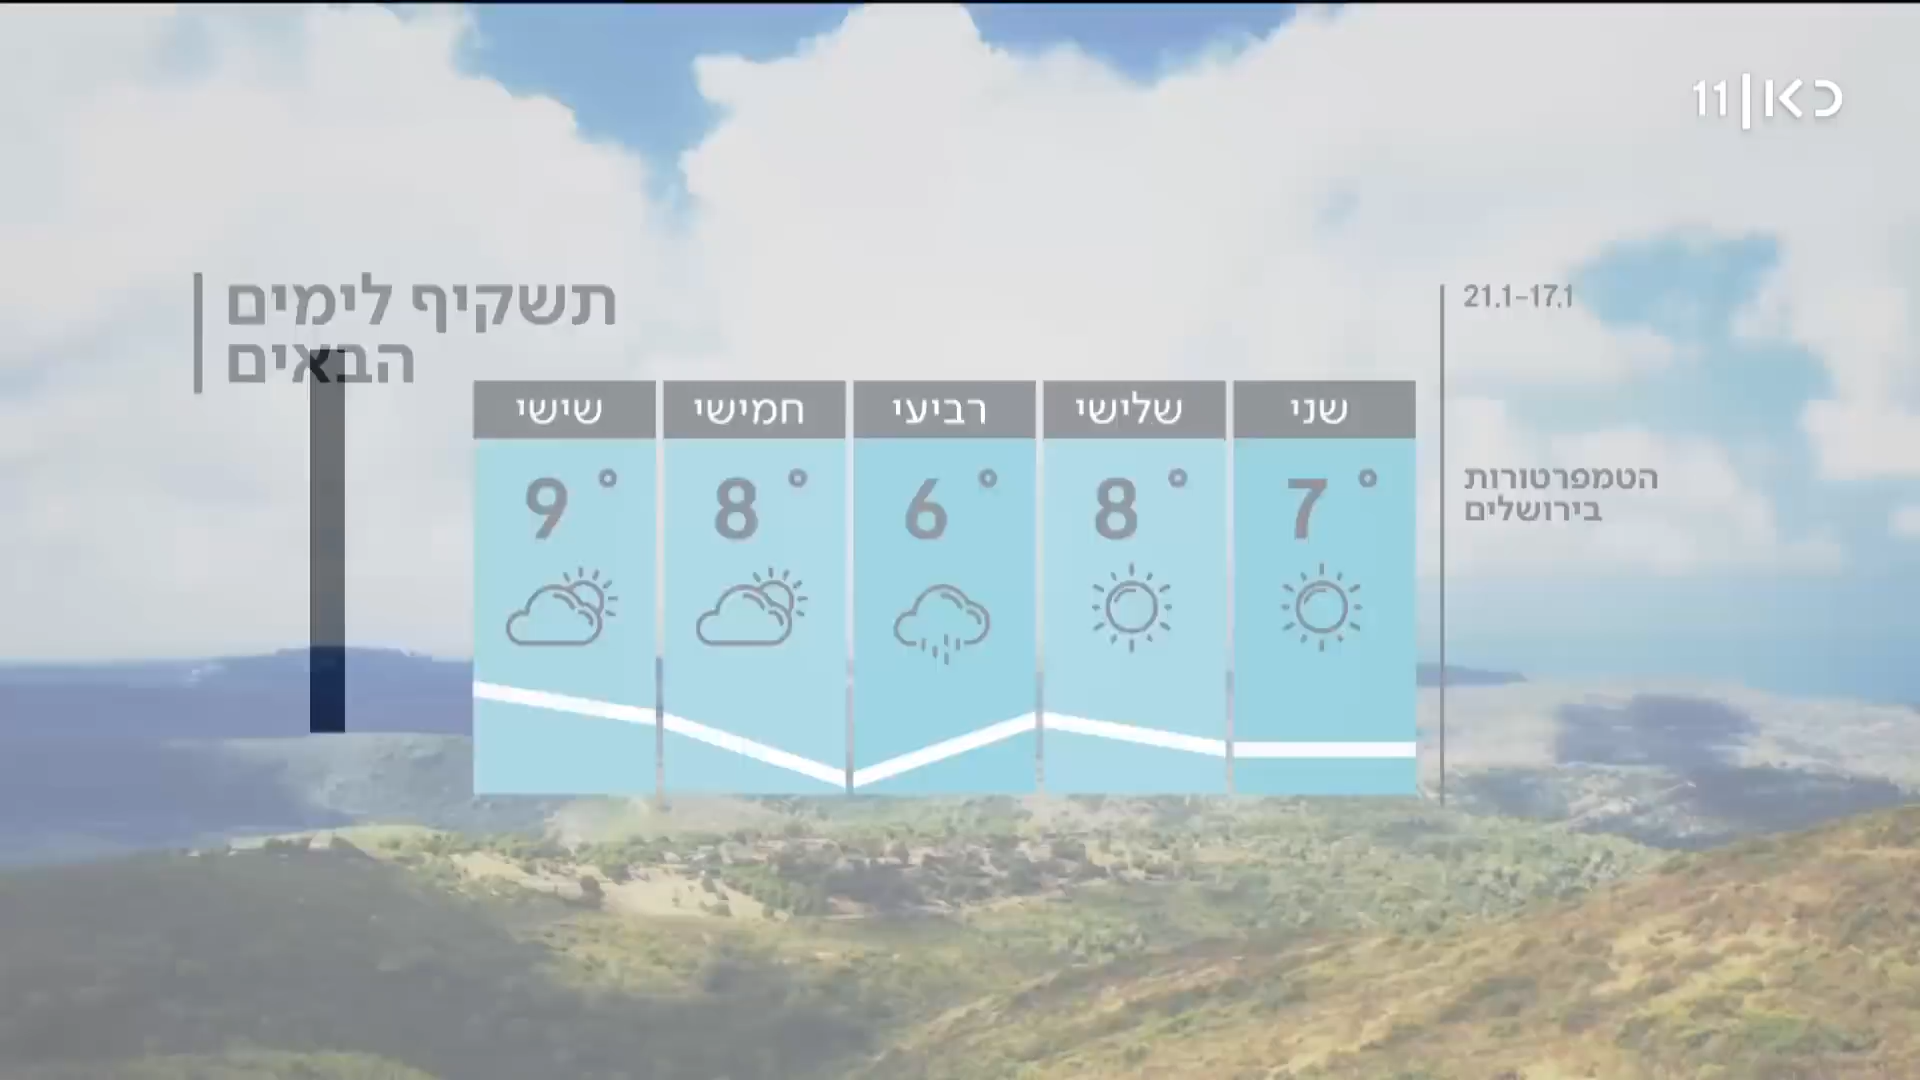 כאן|11
תשקיף לימים
הבאים
21.1-17.1
הטמפרטורות
בירושלים
שני
שלישי
רביעי
חמישי
שישי
7°
8°
6°
8°
9°